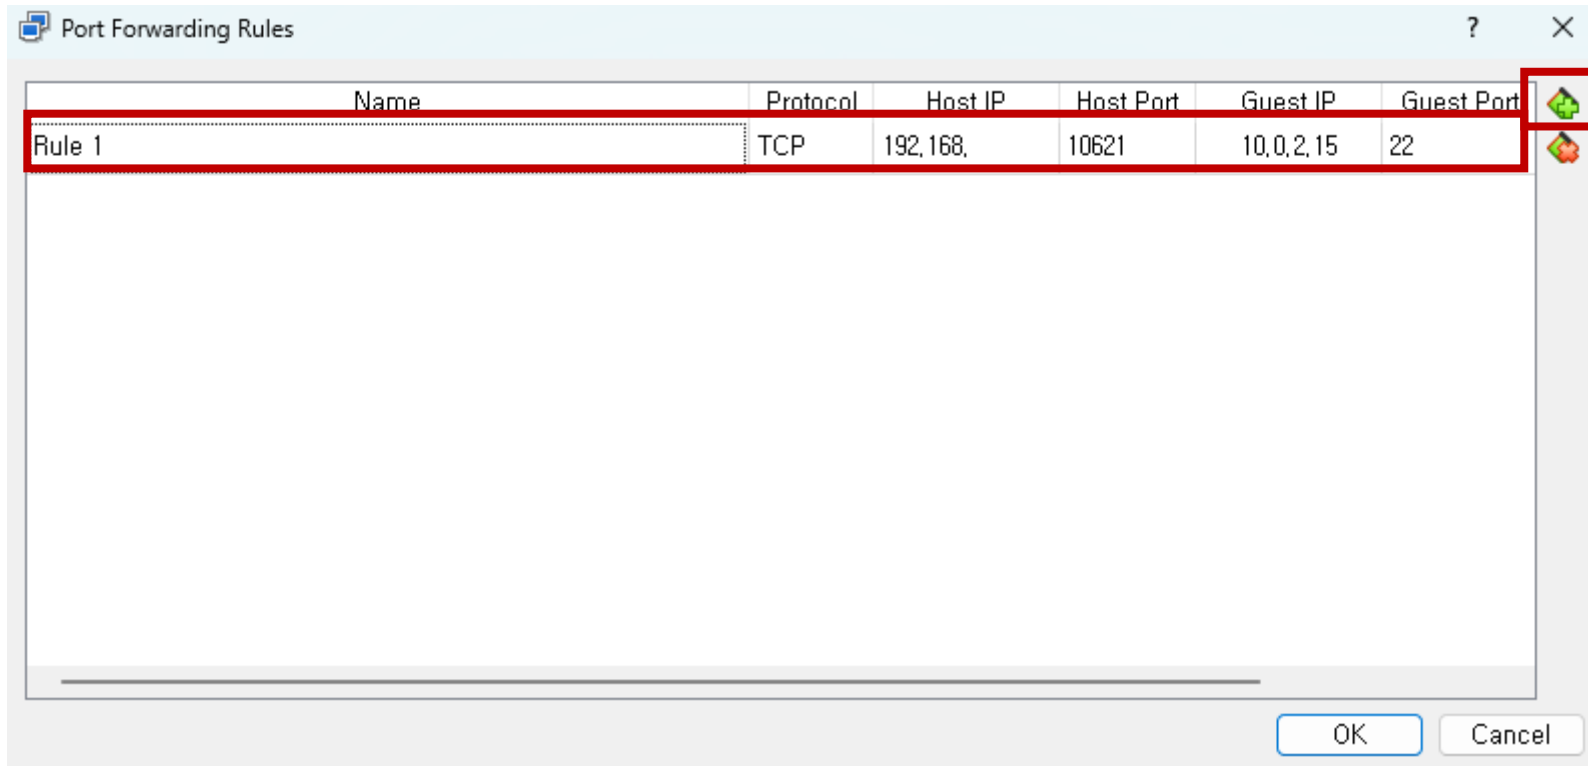 Port Forwarding Rules ?
Name Protocol Host IP Host Port Guest IP Guest Port
Rule 1 TCP 192,168, 10621 10,0,2,15 22
OK Cancel